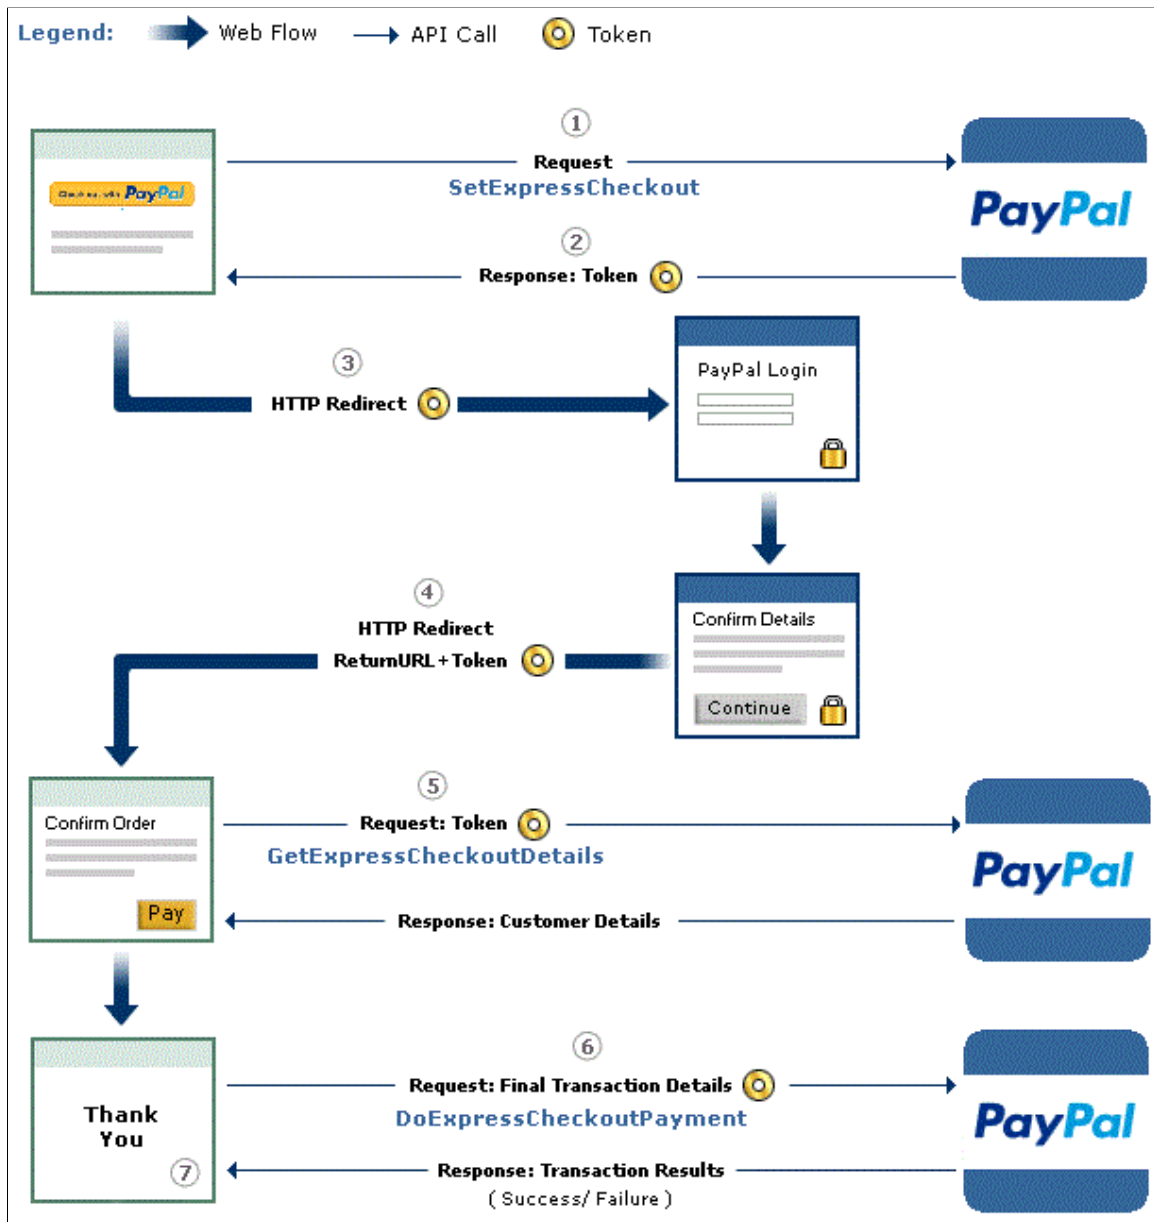 Legend: Web Flow API Call Token
1
Request
SetExpressCheckout
PayPal
PayPal
2
Response: Token
3
HTTP Redirect
PayPal Login
4
HTTP Redirect
ReturnURL + Token
Confirm Details
Continue
5
Request: Token
GetExpressCheckoutDetails
Confirm Order
Pay
PayPal
Response: Customer Details
6
Request: Final Transaction Details
DoExpressCheckoutPayment
Thank
You
7
PayPal
Response: Transaction Results
( Success/ Failure )